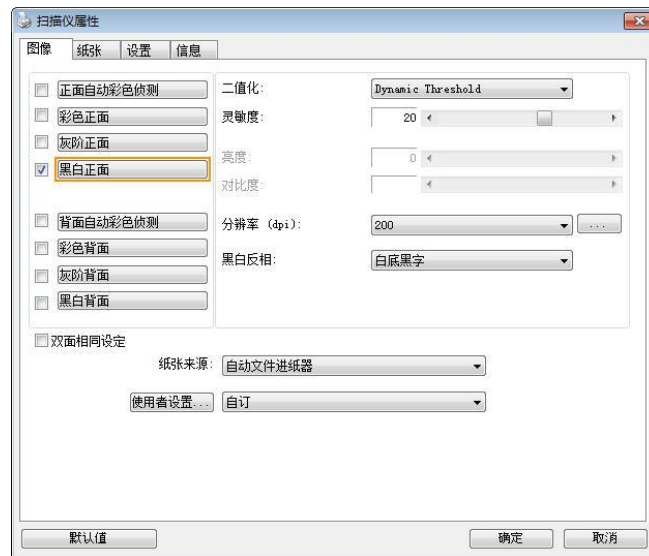 扫描仪属性
图像 纸张 设置 信息
正面自动彩色侦测
彩色正面
灰阶正面
黑白正面
背面自动彩色侦测
彩色背面
灰阶背面
黑白背面
二值化: Dynamic Threshold
灵敏度: 20
亮度: 0
对比度:
分辨率 (dpi): 200 ...
黑白反相: 白底黑字
双面相同设定
纸张来源: 自动文件进纸器
使用者设置... 自订
默认值 确定 取消